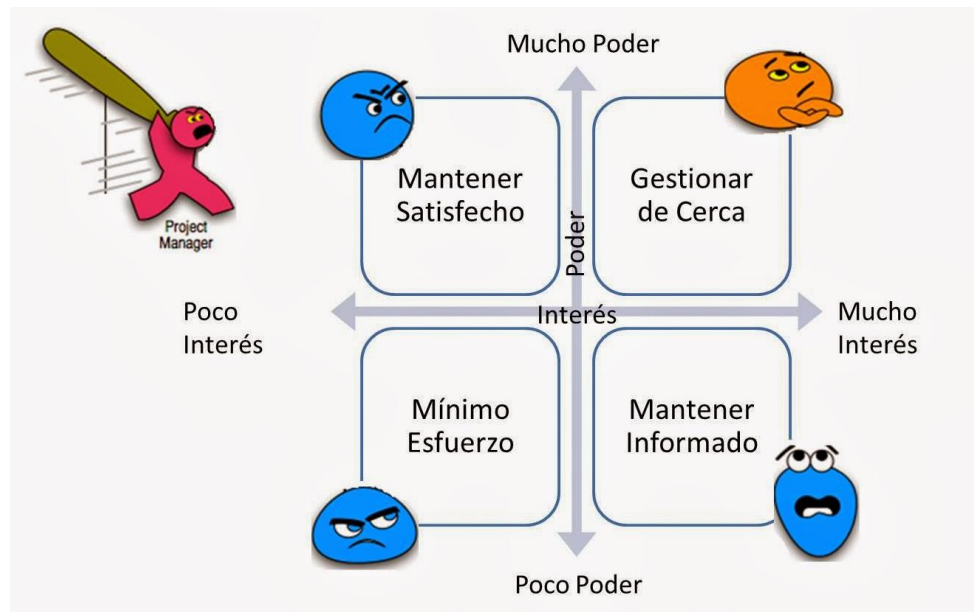 Mucho Poder
Project
Manager
Mantener
Satisfecho
Gestionar
de Cerca
Poder
Poco
Interés
Interés
Mucho
Interés
Mínimo
Esfuerzo
Mantener
Informado
Poco Poder